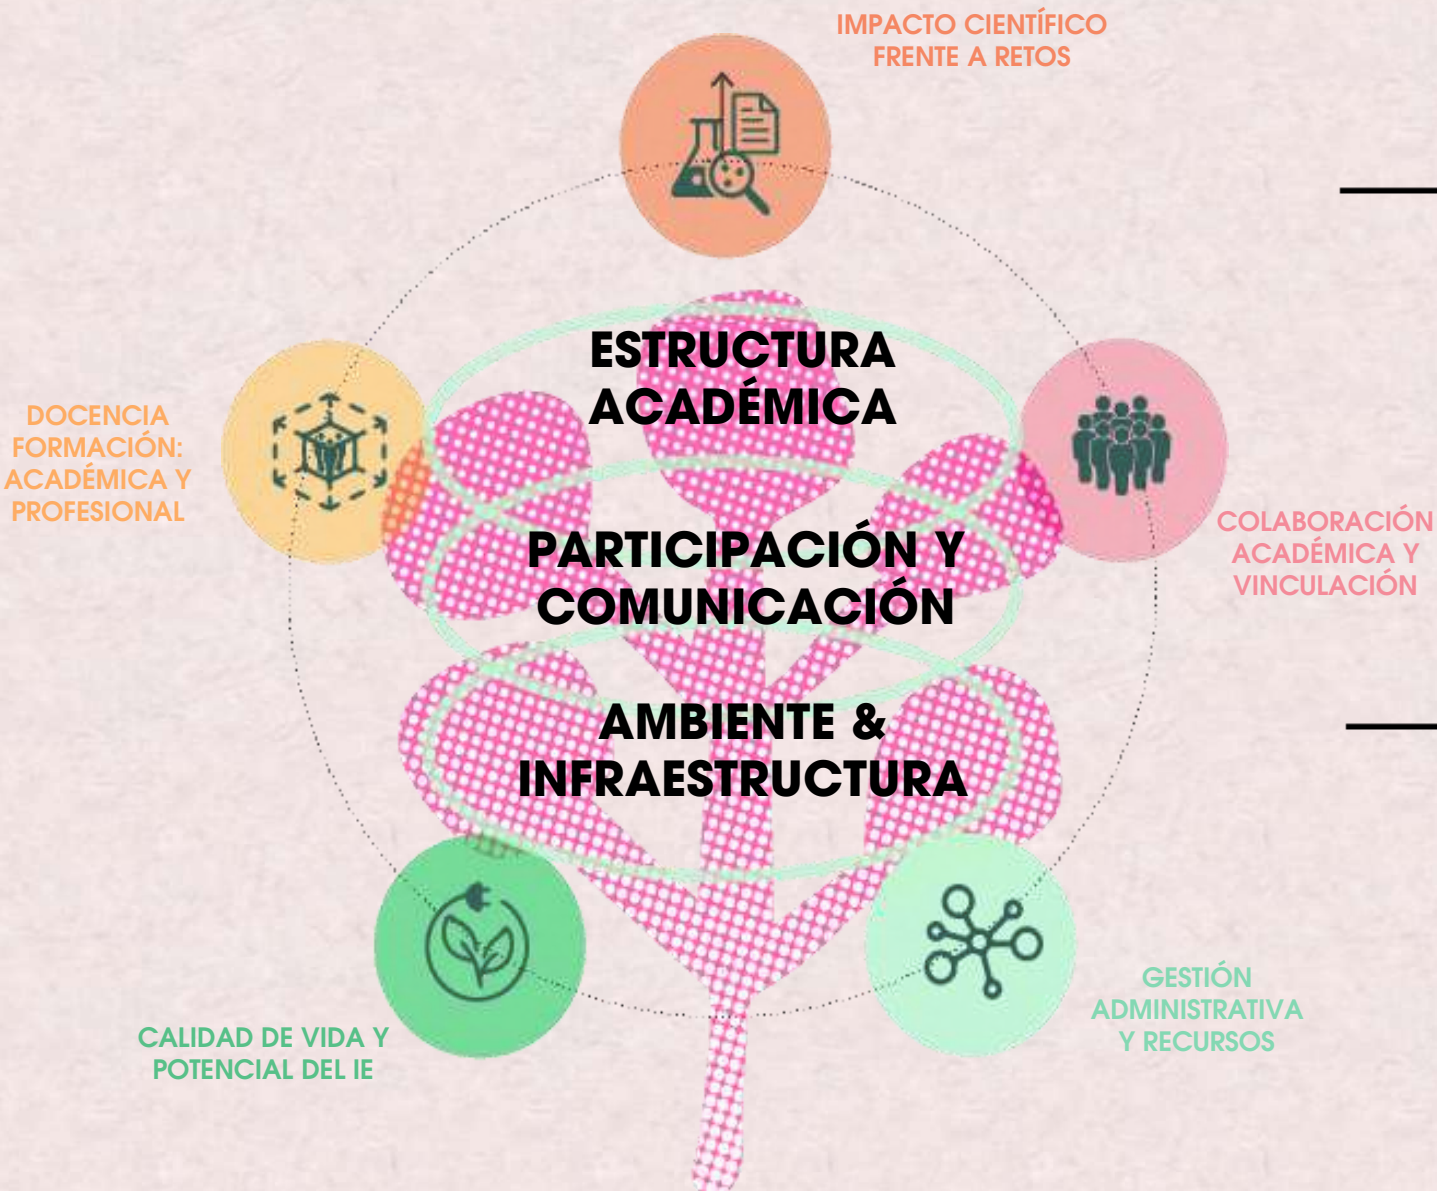 IMPACTO CIENTÍFICO
FRENTE A RETOS
ESTRUCTURA
ACADÉMICA
DOCENCIA
FORMACIÓN:
ACADÉMICA Y
PROFESIONAL
COLABORACIÓN
ACADÉMICA Y
VINCULACIÓN
PARTICIPACIÓN Y
COMUNICACIÓN
AMBIENTE &
INFRAESTRUCTURA
CALIDAD DE VIDA Y
POTENCIAL DEL IE
GESTIÓN
ADMINISTRATIVA
Y RECURSOS